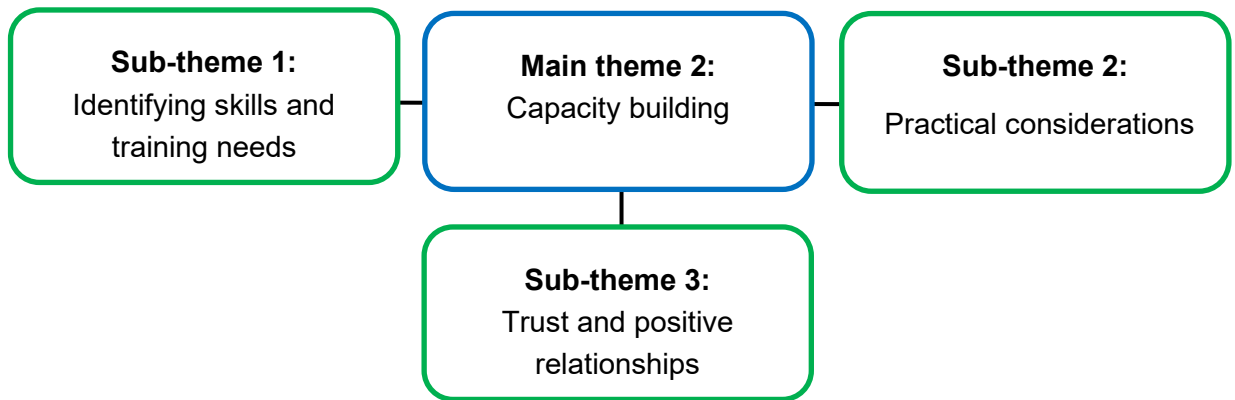 Sub-theme 1:
Identifying skills and
training needs
Main theme 2:
Capacity building
Sub-theme 2:
Practical considerations
Sub-theme 3:
Trust and positive
relationships